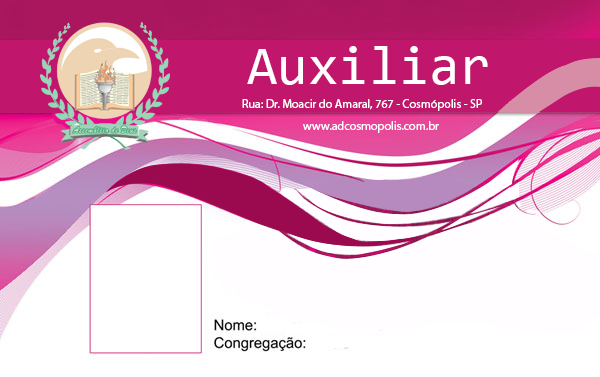 Auxiliar
Rua: Dr. Moacir do Amaral, 767 - Cosmópolis - SP
www.adcosmopolis.com.br
Nome:
Congregação: